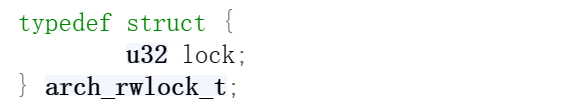 typedef struct {
        u32 lock;
} arch_rwlock_t;